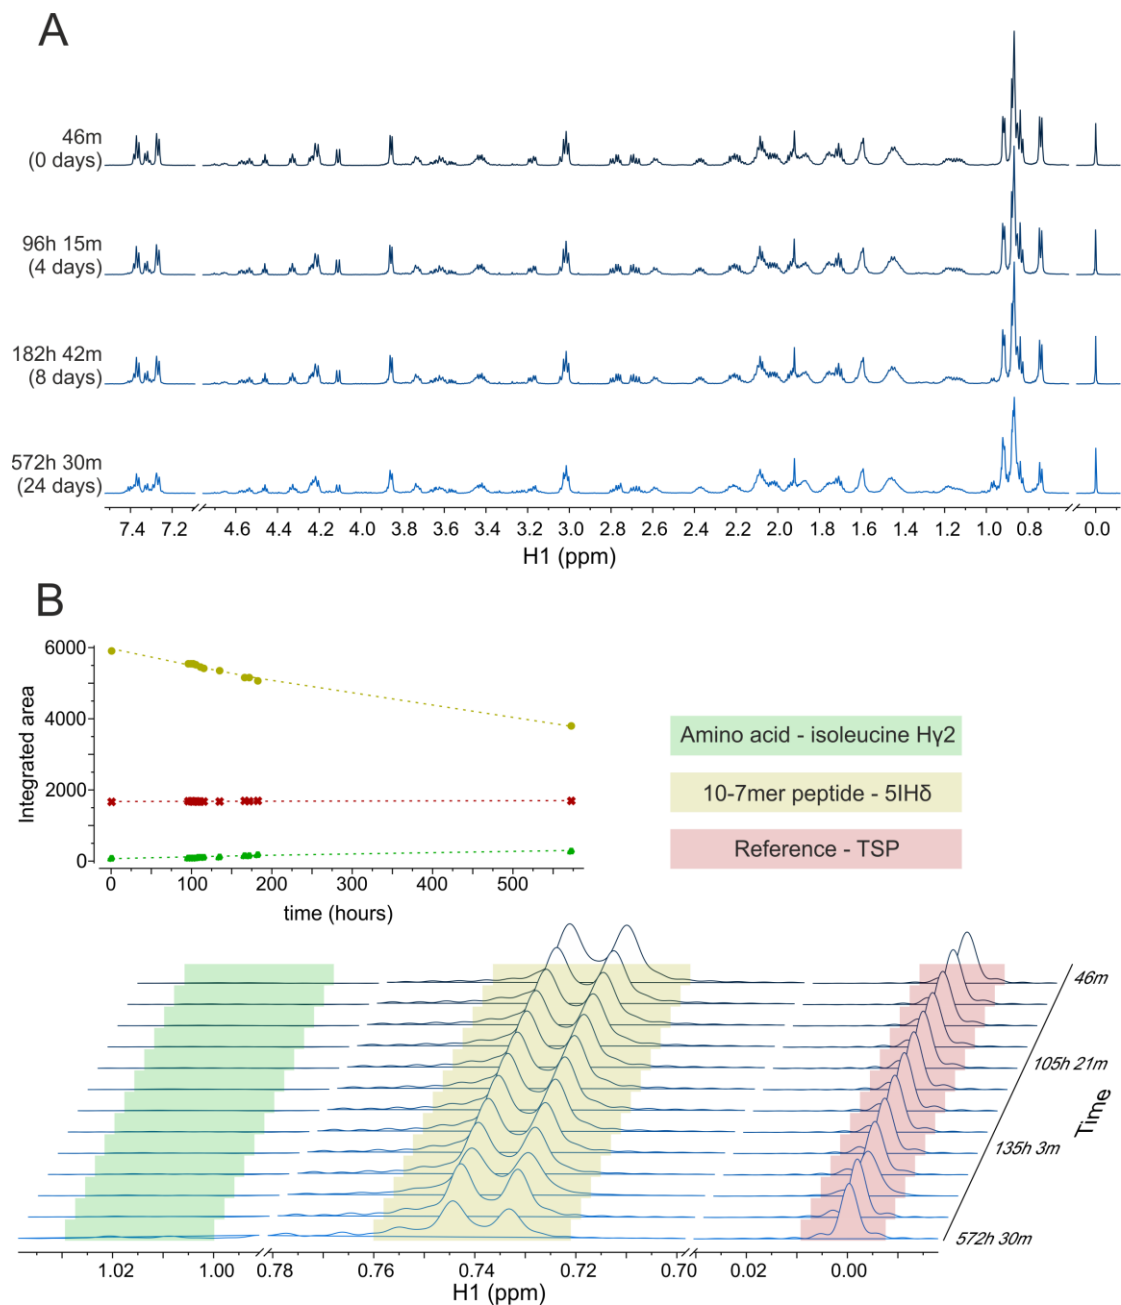 A
46m
(0 days)
96h 15m
(4 days)
182h 42m
(8 days)
572h 30m
(24 days)
7.4 7.2 4.6 4.4 4.2 4.0 3.8 3.6 3.4 3.2 3.0 2.8 2.6 2.4 2.2 2.0 1.8 1.6 1.4 1.2 1.0 0.8 0.0
H1 (ppm)
B
6000
4000
2000
0
Integrated area
0 100 200 300 400 500
time (hours)
Amino acid - isoleucine Hγ2
10-7mer peptide - 5IHδ
Reference - TSP
46m
105h 21m
135h 3m
572h 30m
Time
1.02 1.00 0.78 0.76 0.74 0.72 0.70 0.02 0.00
H1 (ppm)